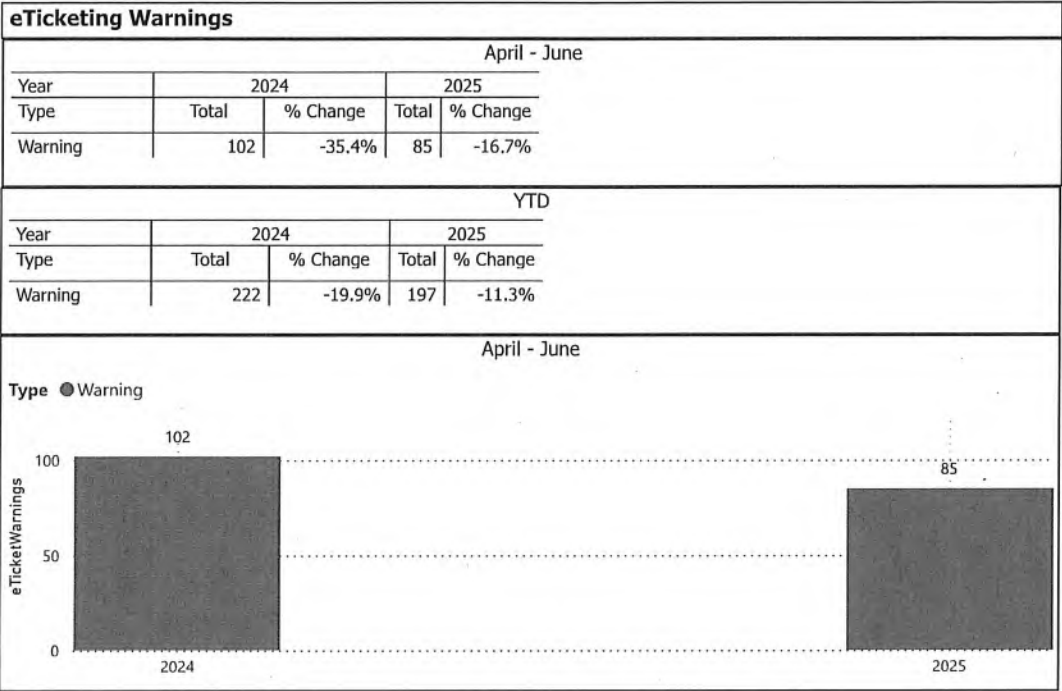 eTicketing Warnings
April - June
Year 2024 2025
Type Total % Change Total % Change
Warning 102 -35.4% 85 -16.7%
YTD
Year 2024 2025
Type Total % Change Total % Change
Warning 222 -19.9% 197 -11.3%
April - June
Type Warning
102
100
85
eTicketWarnings
50
0
2024 2025